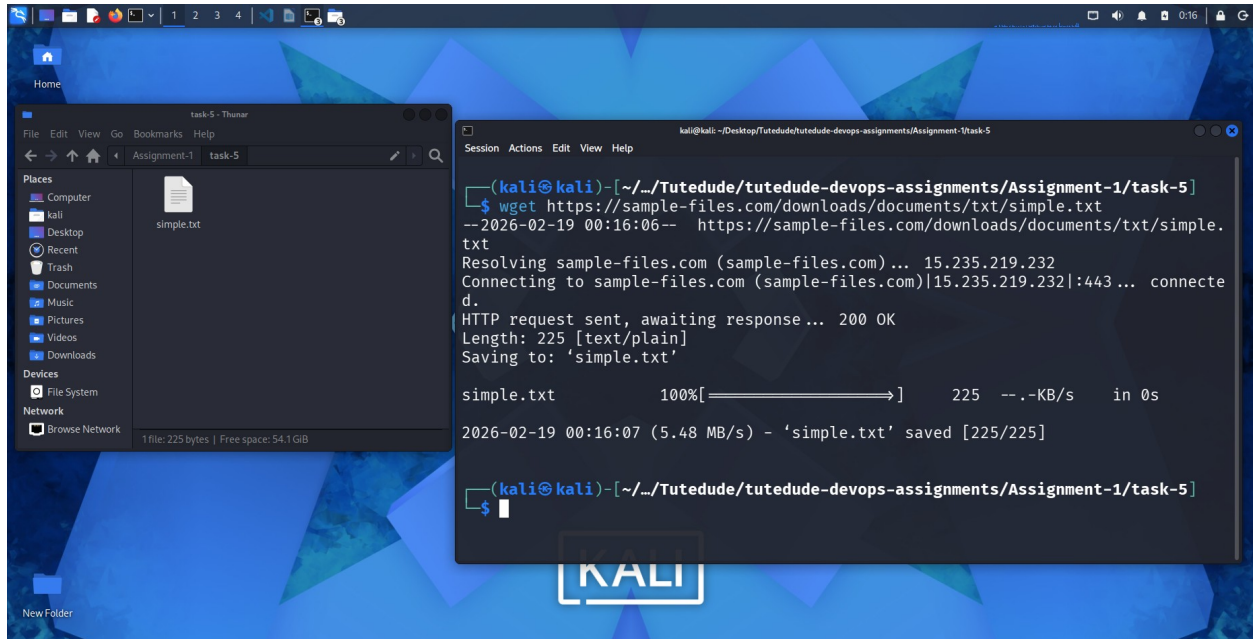 1 2 3 4
0:16
Home
task-5 - Thunar
File Edit View Go Bookmarks Help
Assignment-1 task-5
Places
Computer
kali
Desktop
Recent
Trash
Documents
Music
Pictures
Videos
Downloads
Devices
File System
Network
Browse Network
simple.txt
1 file: 225 bytes | Free space: 54.1 GiB
kali@kali: ~/Desktop/Tutedude/tutedude-devops-assignments/Assignment-1/task-5
Session Actions Edit View Help
┌──(kali㉿kali)-[~/…/Tutedude/tutedude-devops-assignments/Assignment-1/task-5]
└─$ wget https://sample-files.com/downloads/documents/txt/simple.txt
--2026-02-19 00:16:06--  https://sample-files.com/downloads/documents/txt/simple.
txt
Resolving sample-files.com (sample-files.com)... 15.235.219.232
Connecting to sample-files.com (sample-files.com)|15.235.219.232|:443... connecte
d.
HTTP request sent, awaiting response... 200 OK
Length: 225 [text/plain]
Saving to: ‘simple.txt’
simple.txt 100%[===================>] 225 --.-KB/s in 0s
2026-02-19 00:16:07 (5.48 MB/s) - ‘simple.txt’ saved [225/225]
┌──(kali㉿kali)-[~/…/Tutedude/tutedude-devops-assignments/Assignment-1/task-5]
└─$
KALI
New Folder